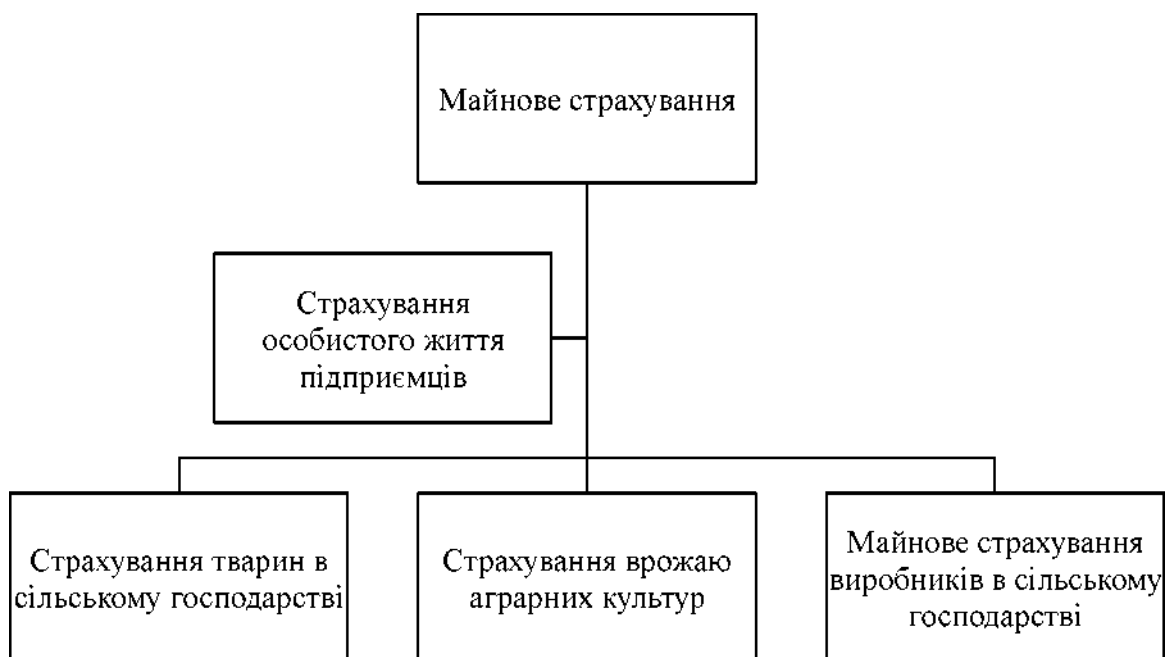 Майнове страхування
Страхування
особистого життя
підприємців
Страхування тварин в
сільському господарстві
Страхування врожаю
аграрних культур
Майнове страхування
виробників в сільському
господарстві